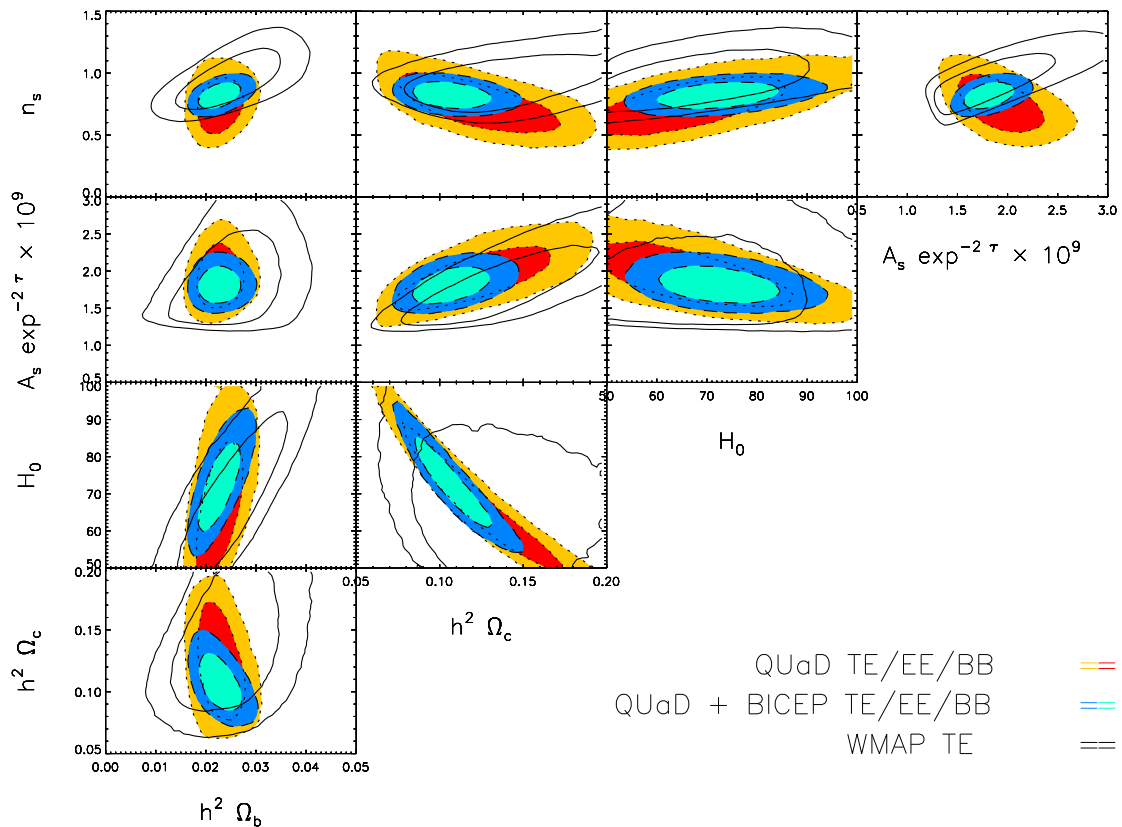 1.5
1.0
0.5
0.0
n_s
3.0
2.5
2.0
1.5
1.0
0.5
A_s exp^{-2 τ} × 10^9
0.5 1.0 1.5 2.0 2.5 3.0
A_s exp^{-2 τ} × 10^9
100
90
80
70
60
50
H_0
50 60 70 80 90 100
H_0
0.20
0.15
0.10
0.05
h^2 Ω_c
0.05 0.10 0.15 0.20
h^2 Ω_c
0.00 0.01 0.02 0.03 0.04 0.05
h^2 Ω_b
QUaD TE/EE/BB
QUaD + BICEP TE/EE/BB
WMAP TE